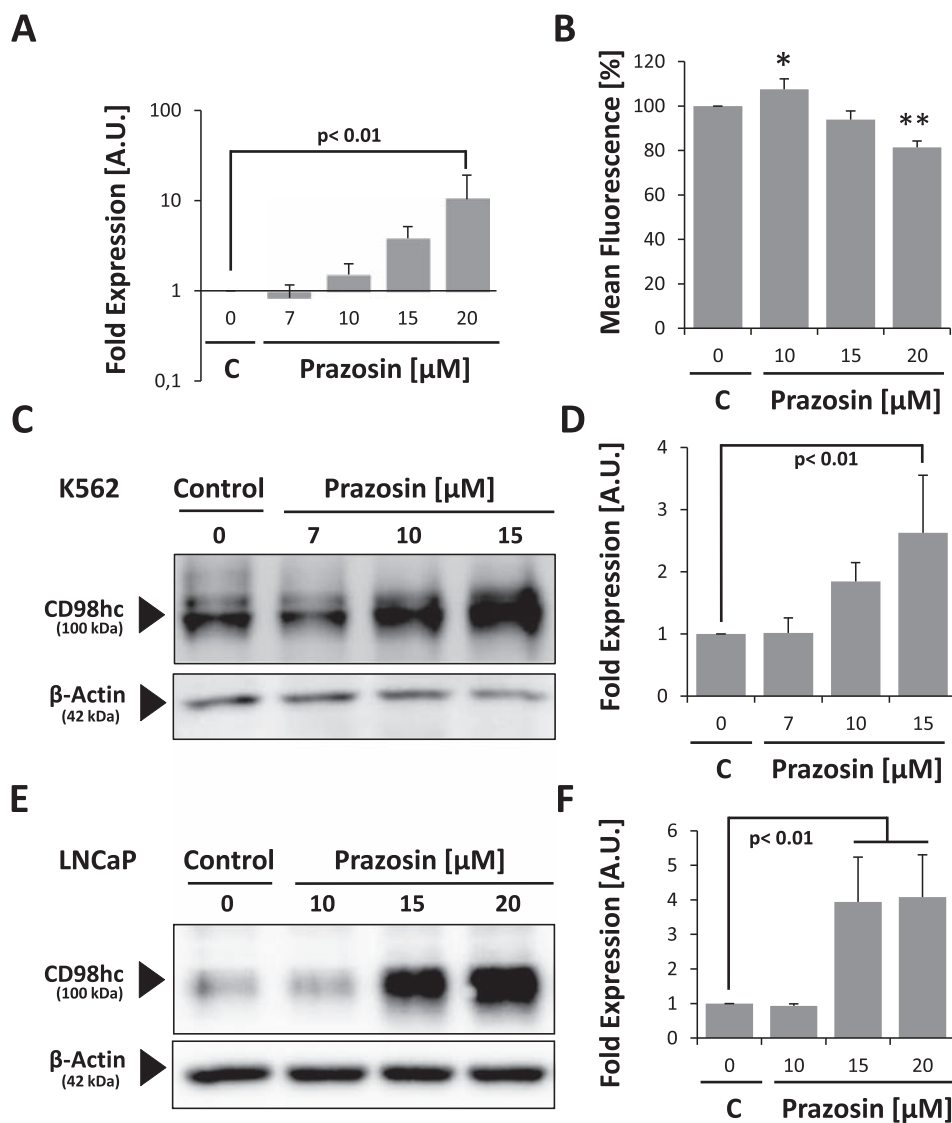 A
Fold Expression [A.U.]
100
10
1
0,1
p< 0.01
0 7 10 15 20
C Prazosin [µM]
B
Mean Fluorescence [%]
120
100
80
60
40
20
0
* **
0 10 15 20
C Prazosin [µM]
C
K562 Control Prazosin [µM]
0 7 10 15
CD98hc
(100 kDa)
β-Actin
(42 kDa)
D
Fold Expression [A.U.]
4
3
2
1
0
p< 0.01
0 7 10 15
C Prazosin [µM]
E
LNCaP Control Prazosin [µM]
0 10 15 20
CD98hc
(100 kDa)
β-Actin
(42 kDa)
F
Fold Expression [A.U.]
6
5
4
3
2
1
0
p< 0.01
0 10 15 20
C Prazosin [µM]